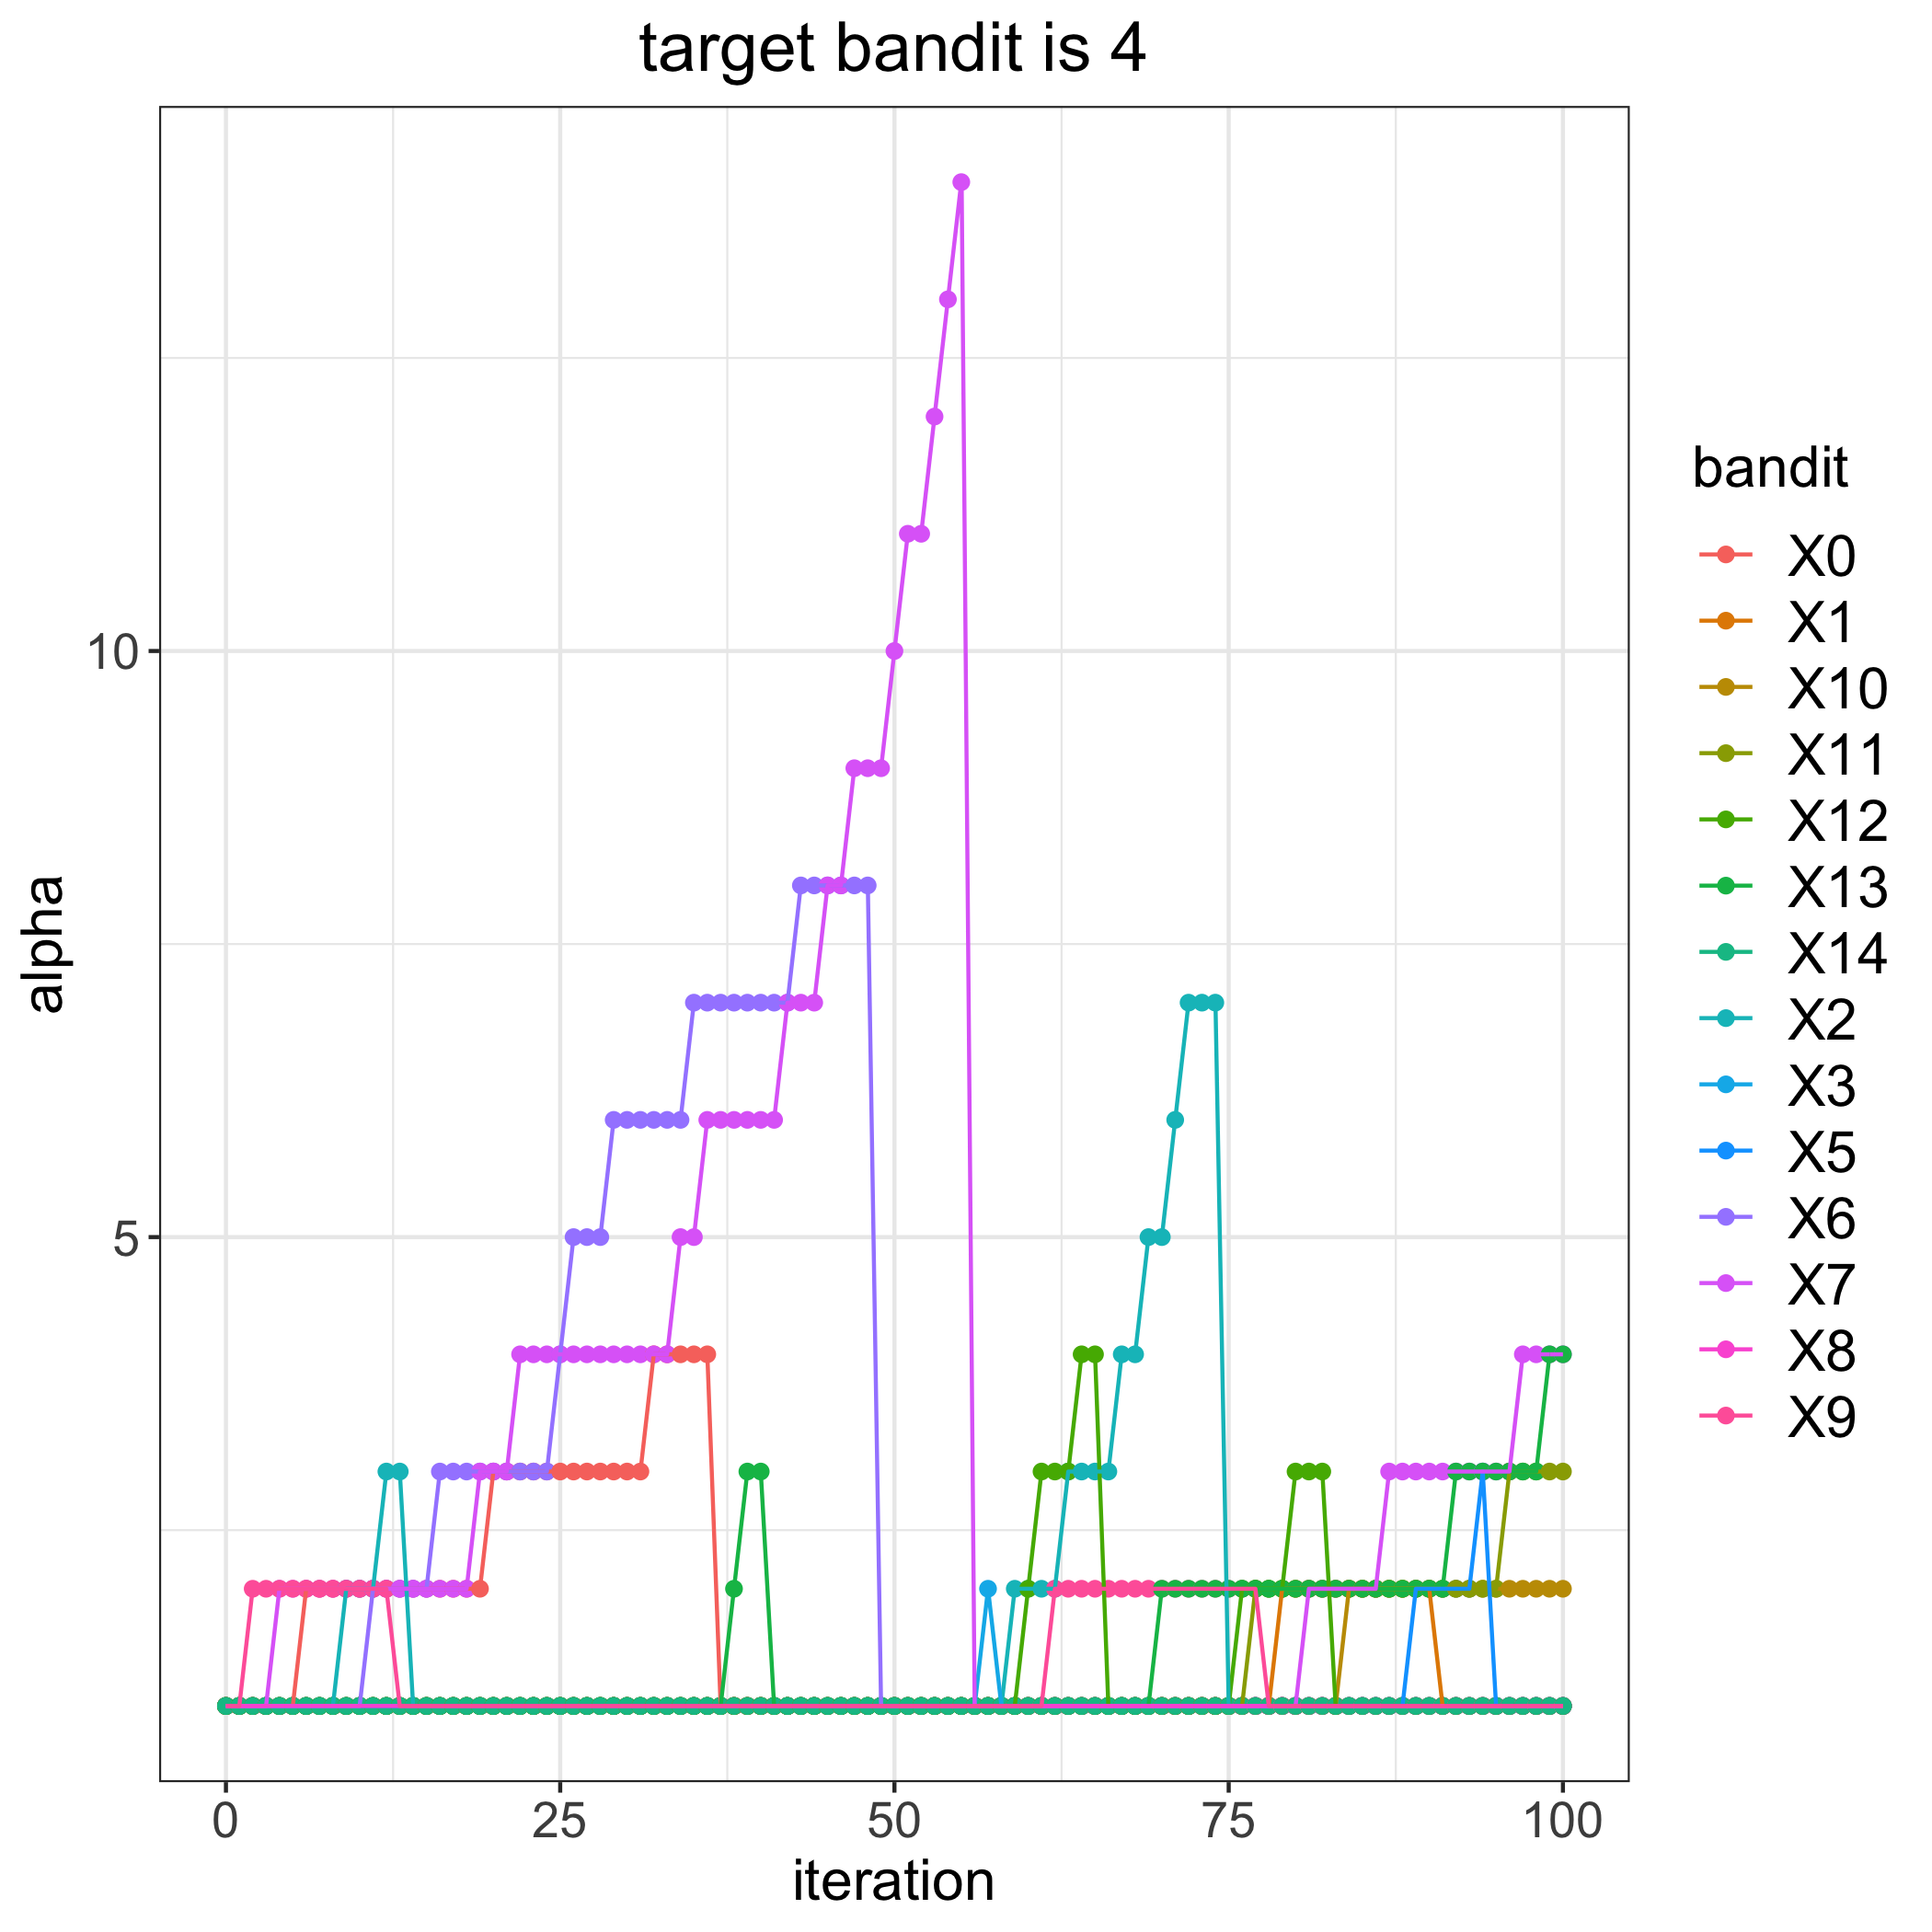 target bandit is 4
alpha
10
5
0 25 50 75 100
iteration
bandit
X0
X1
X10
X11
X12
X13
X14
X2
X3
X5
X6
X7
X8
X9